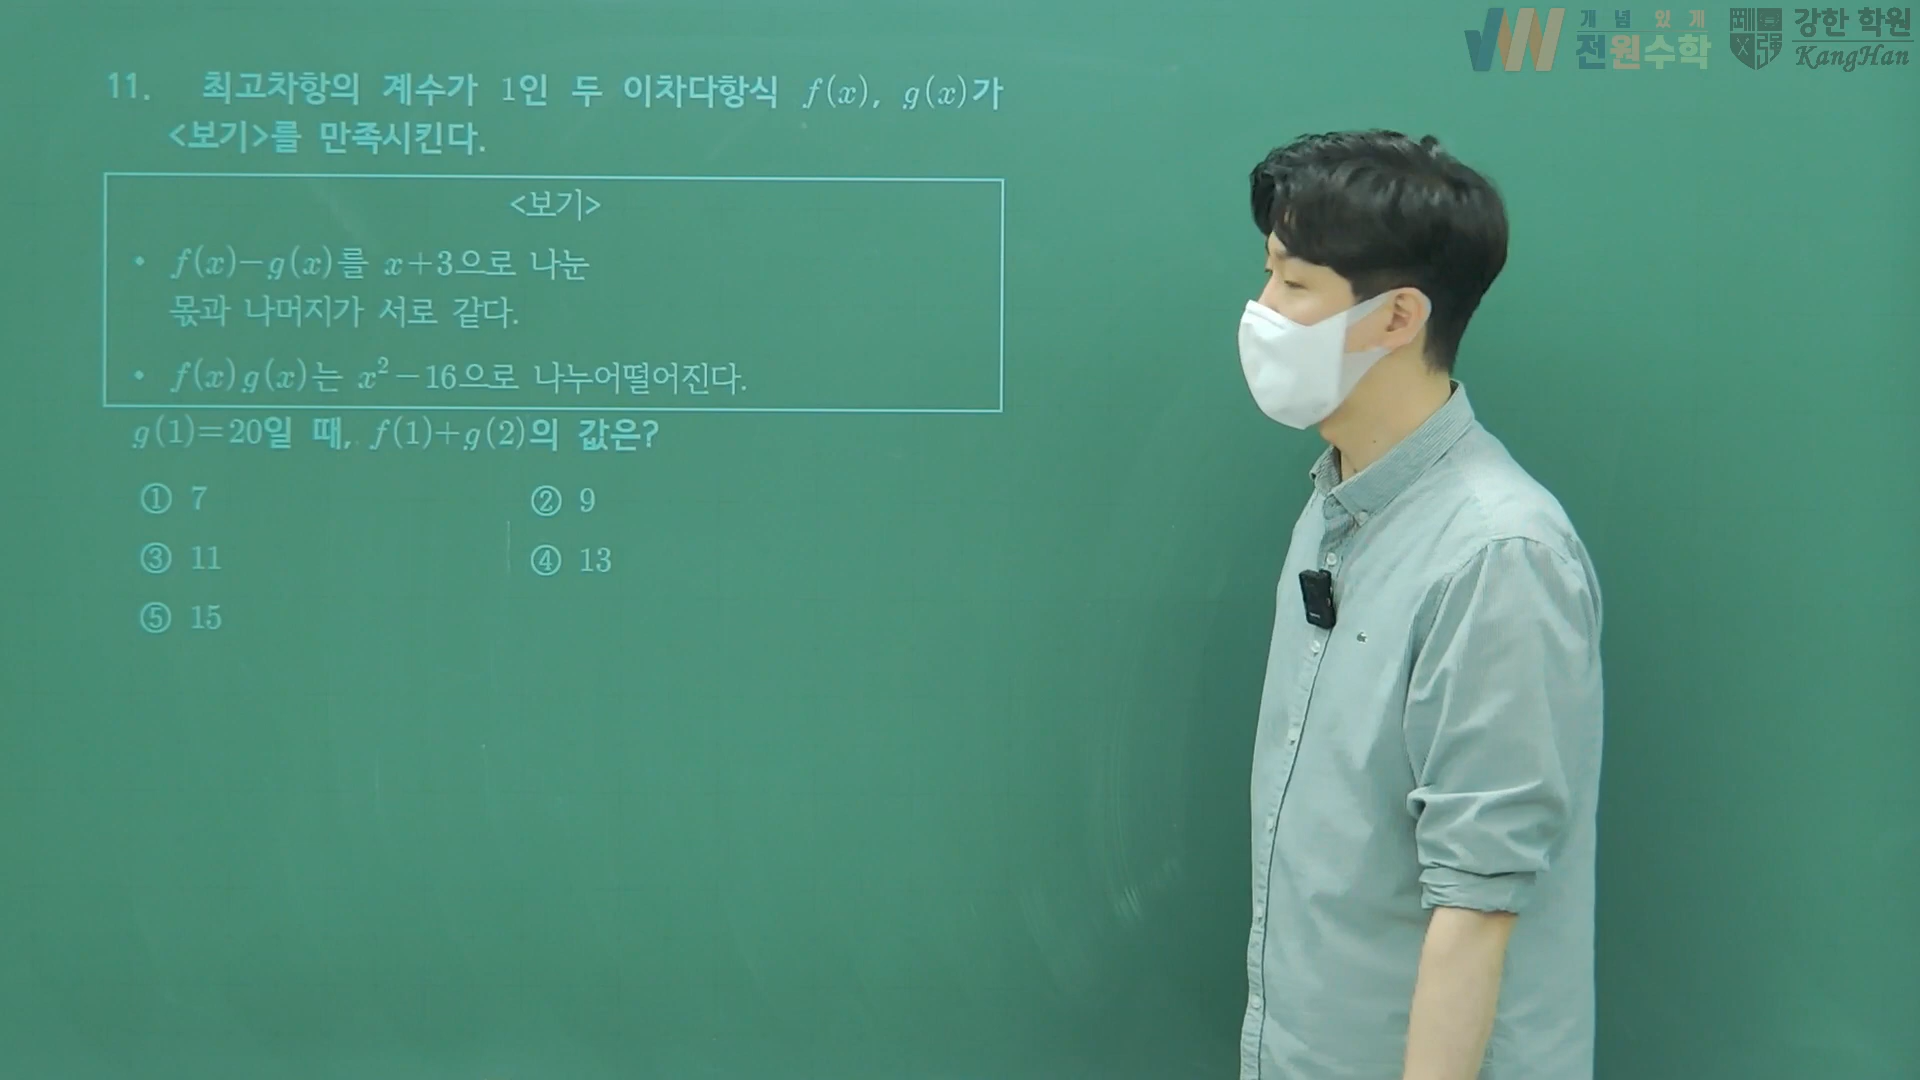 개 념 있 게
전원수학
강한 학원
KangHan
11. 최고차항의 계수가 1인 두 이차다항식 f(x), g(x)가
<보기>를 만족시킨다.
<보기>
• f(x)−g(x)를 x+3으로 나눈
몫과 나머지가 서로 같다.
• f(x)g(x)는 x²−16으로 나누어떨어진다.
g(1)=20일 때, f(1)+g(2)의 값은?
① 7 ② 9
③ 11 ④ 13
⑤ 15